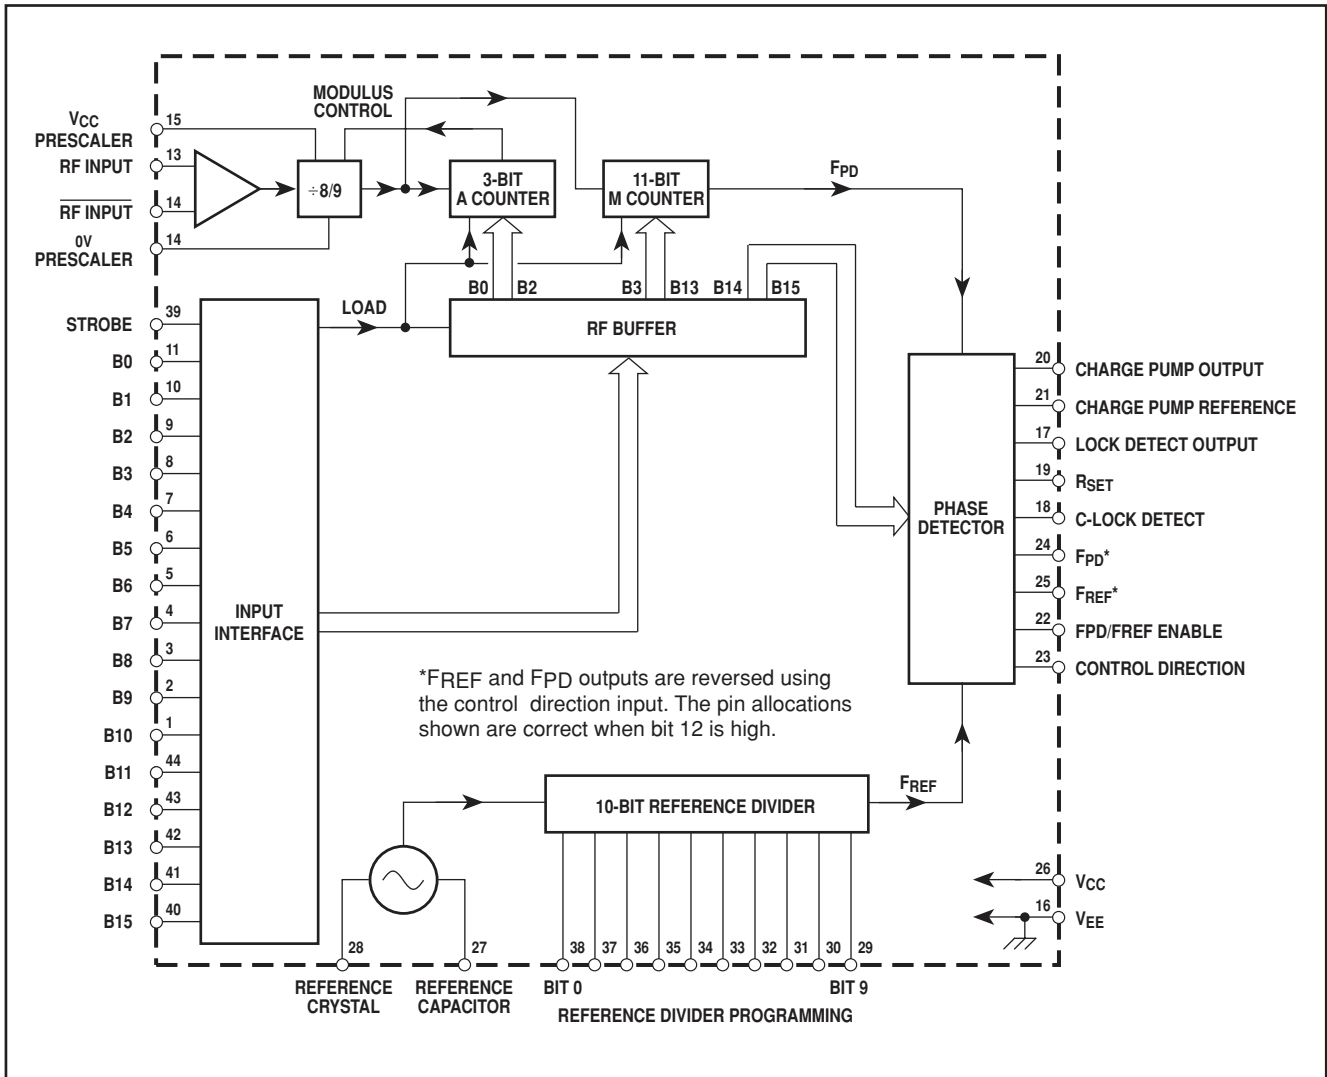 MODULUS
CONTROL
VCC
PRESCALER
15
RF INPUT
13
RF INPUT
14
0V
PRESCALER
14
÷8/9
3-BIT
A COUNTER
11-BIT
M COUNTER
FPD
B0
B2
B3
B13
B14
B15
LOAD
RF BUFFER
STROBE
39
B0
11
B1
10
B2
9
B3
8
B4
7
B5
6
B6
5
B7
4
B8
3
B9
2
B10
1
B11
44
B12
43
B13
42
B14
41
B15
40
INPUT
INTERFACE
PHASE
DETECTOR
20
CHARGE PUMP OUTPUT
21
CHARGE PUMP REFERENCE
17
LOCK DETECT OUTPUT
19
RSET
18
C-LOCK DETECT
24
FPD*
25
FREF*
22
FPD/FREF ENABLE
23
CONTROL DIRECTION
*FREF and FPD outputs are reversed using
the control direction input. The pin allocations
shown are correct when bit 12 is high.
10-BIT REFERENCE DIVIDER
FREF
26
VCC
16
VEE
28
27
38
37
36
35
34
33
32
31
30
29
REFERENCE
CRYSTAL
REFERENCE
CAPACITOR
BIT 0
BIT 9
REFERENCE DIVIDER PROGRAMMING